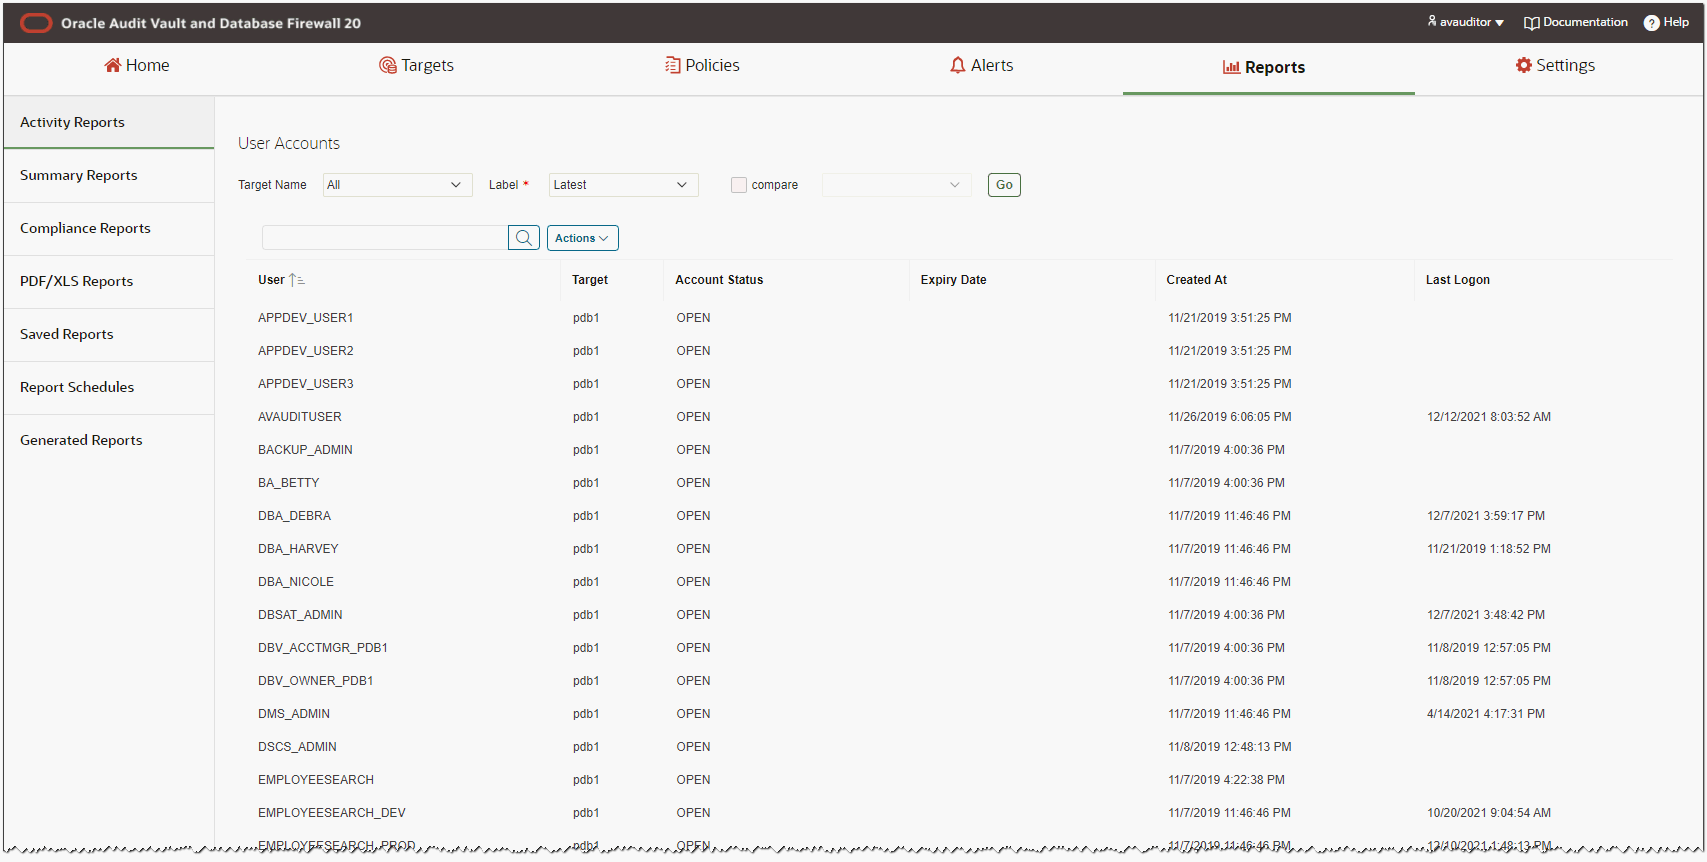 Oracle Audit Vault and Database Firewall 20
avauditor Documentation ? Help
Home Targets Policies Alerts Reports Settings
Activity Reports
Summary Reports
Compliance Reports
PDF/XLS Reports
Saved Reports
Report Schedules
Generated Reports
User Accounts
Target Name All Label * Latest compare Go
Actions
User Target Account Status Expiry Date Created At Last Logon
APPDEV_USER1 pdb1 OPEN 11/21/2019 3:51:25 PM
APPDEV_USER2 pdb1 OPEN 11/21/2019 3:51:25 PM
APPDEV_USER3 pdb1 OPEN 11/21/2019 3:51:25 PM
AVAUDITUSER pdb1 OPEN 11/26/2019 6:06:05 PM 12/12/2021 8:03:52 AM
BACKUP_ADMIN pdb1 OPEN 11/7/2019 4:00:36 PM
BA_BETTY pdb1 OPEN 11/7/2019 4:00:36 PM
DBA_DEBRA pdb1 OPEN 11/7/2019 11:46:46 PM 12/7/2021 3:59:17 PM
DBA_HARVEY pdb1 OPEN 11/7/2019 11:46:46 PM 11/21/2019 1:18:52 PM
DBA_NICOLE pdb1 OPEN 11/7/2019 11:46:46 PM
DBSAT_ADMIN pdb1 OPEN 11/7/2019 4:00:36 PM 12/7/2021 3:48:42 PM
DBV_ACCTMGR_PDB1 pdb1 OPEN 11/7/2019 4:00:36 PM 11/8/2019 12:57:05 PM
DBV_OWNER_PDB1 pdb1 OPEN 11/7/2019 4:00:36 PM 11/8/2019 12:57:05 PM
DMS_ADMIN pdb1 OPEN 11/7/2019 11:46:46 PM 4/14/2021 4:17:31 PM
DSCS_ADMIN pdb1 OPEN 11/8/2019 12:48:13 PM
EMPLOYEESEARCH pdb1 OPEN 11/7/2019 4:22:38 PM
EMPLOYEESEARCH_DEV pdb1 OPEN 11/7/2019 11:46:46 PM 10/20/2021 9:04:54 AM
EMPLOYEESEARCH_PROD pdb1 OPEN 11/7/2019 11:46:46 PM 12/10/2021 1:48:13 PM